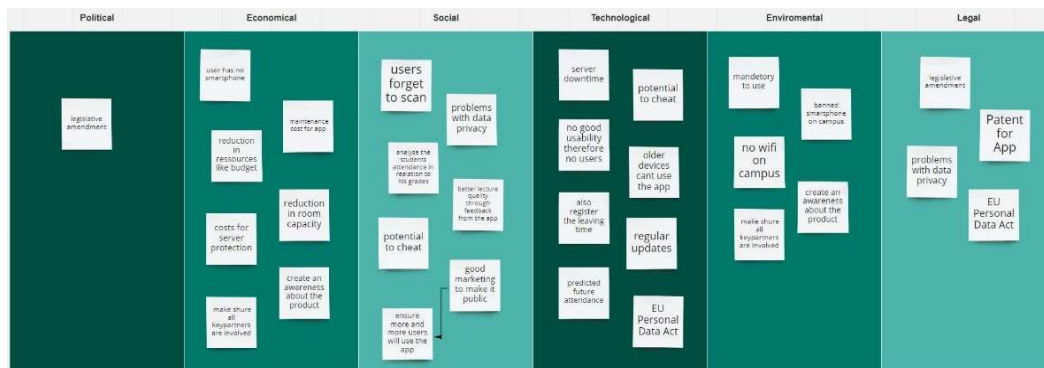 Political
Economical
Social
Technological
Enviromental
Legal
legislative
amendment
user has no
smartphone
maintenance
cost for app
reduction
in
ressources
like budget
reduction
in room
capacity
costs for
server
protection
create an
awareness
about the
product
make shure
all
keypartners
are involved
users
forget
to scan
problems
with data
privacy
analyse the
students
attendance in
realation to
his grades
better lecture
quality
through
feedback
from the app
potential
to cheat
good
marketing
to make it
public
ensure
more and
more users
will use the
app
server
downtime
potential
to cheat
no good
usability
therefore
no users
older
devices
cant use
the app
also
register
the leaving
time
regular
updates
predicted
future
attendance
EU
Personal
Data Act
mandetory
to use
banned
smartphone
on campus
no wifi
on
campus
create an
awareness
about the
product
make shure
all
keypartners
are involved
legislative
amendment
Patent
for
App
problems
with data
privacy
EU
Personal
Data Act